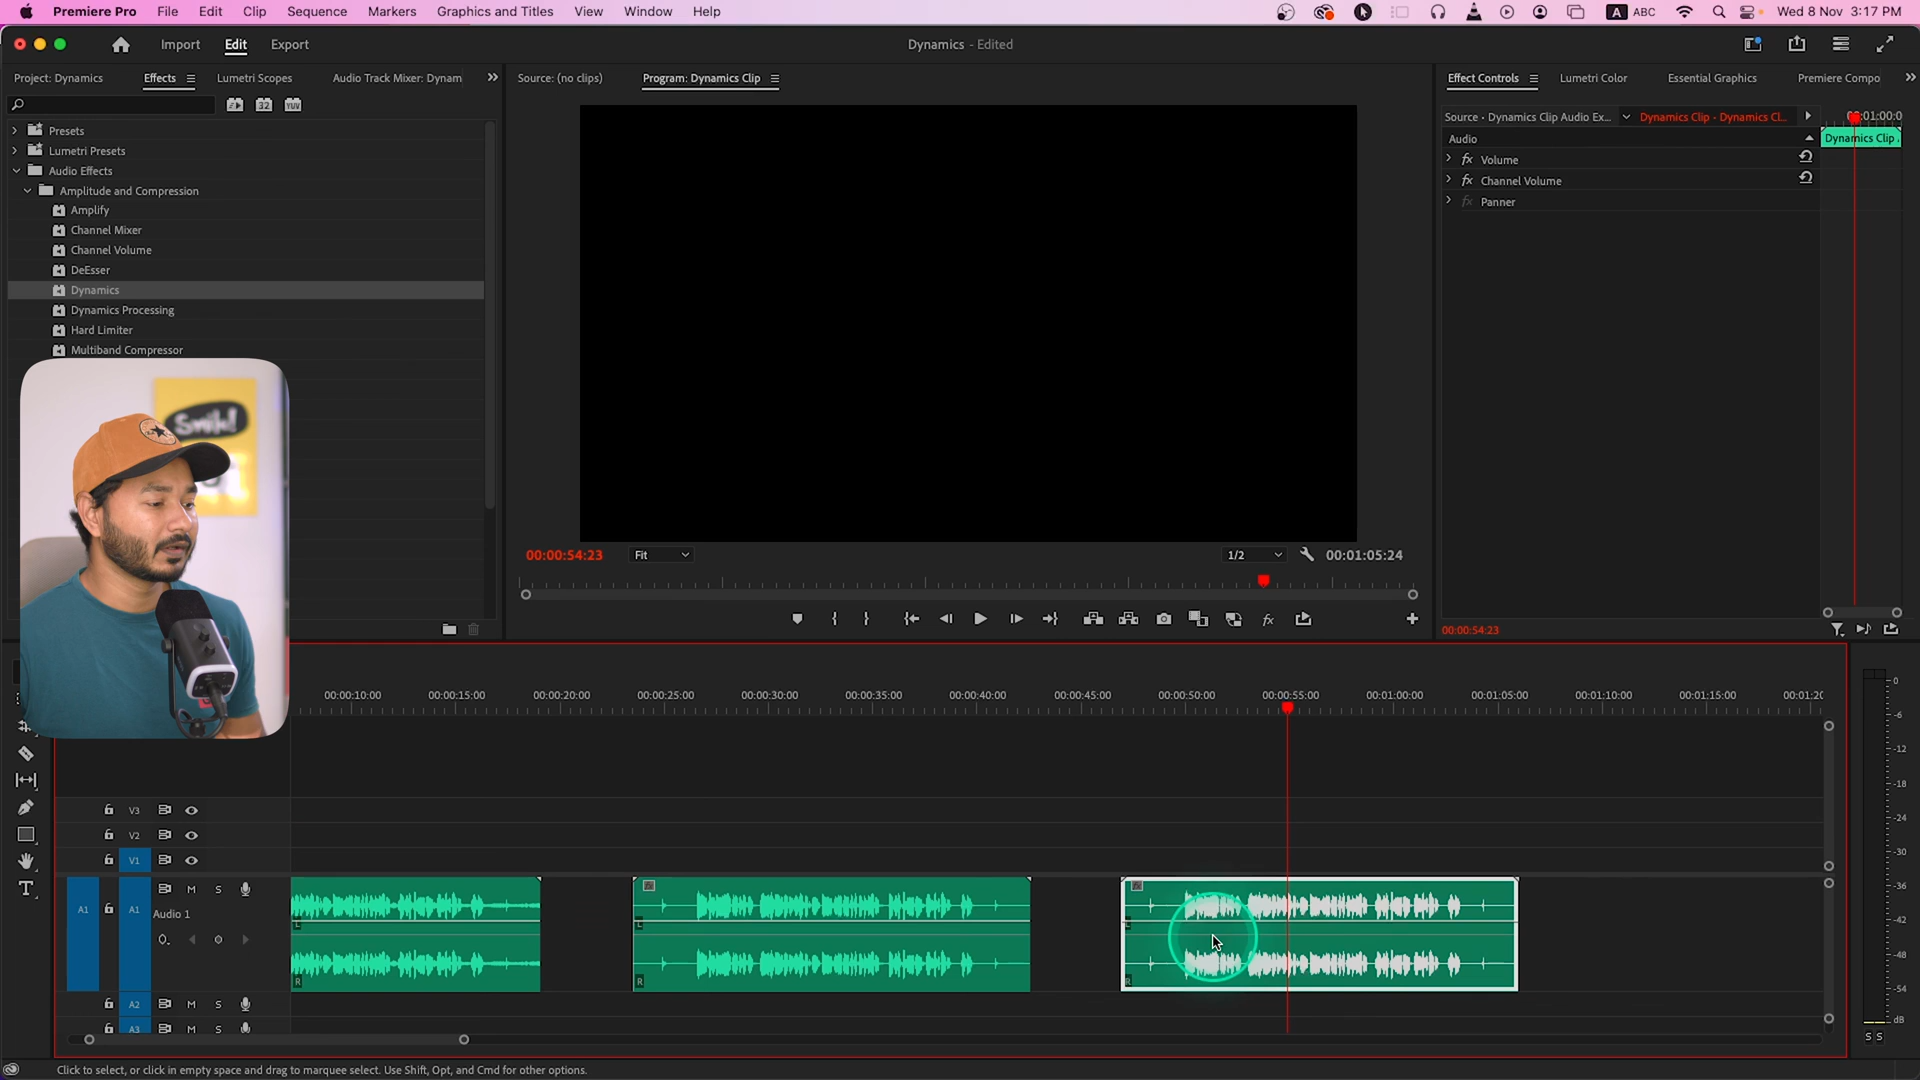 Premiere Pro File Edit Clip Sequence Markers Graphics and Titles View Window Help A ABC Wed 8 Nov 3:17 PM
Import Edit Export Dynamics - Edited
Project: Dynamics Effects Lumetri Scopes Audio Track Mixer: Dynam
Source: (no clips) Program: Dynamics Clip
Effect Controls Lumetri Color Essential Graphics Premiere Compo
32 YUV
Presets
Lumetri Presets
Audio Effects
Amplitude and Compression
Amplify
Channel Mixer
Channel Volume
DeEsser
Dynamics
Dynamics Processing
Hard Limiter
Multiband Compressor
Smile!
Source • Dynamics Clip Audio Ex... Dynamics Clip • Dynamics Cl... :01:00:0
Audio Dynamics Clip
fx Volume
fx Channel Volume
fx Panner
00:00:54:23 Fit 1/2 00:01:05:24
fx
00:00:54:23
00:00:10:00 00:00:15:00 00:00:20:00 00:00:25:00 00:00:30:00 00:00:35:00 00:00:40:00 00:00:45:00 00:00:50:00 00:00:55:00 00:01:00:00 00:01:05:00 00:01:10:00 00:01:15:00 00:01:20
V3
V2
V1
A1 A1 M S
Audio 1
L L L
R R R
A2 M S
A3 M S
0
-6
-12
-18
-24
-30
-36
-42
-48
-54
dB
S S
Click to select, or click in empty space and drag to marquee select. Use Shift, Opt, and Cmd for other options.